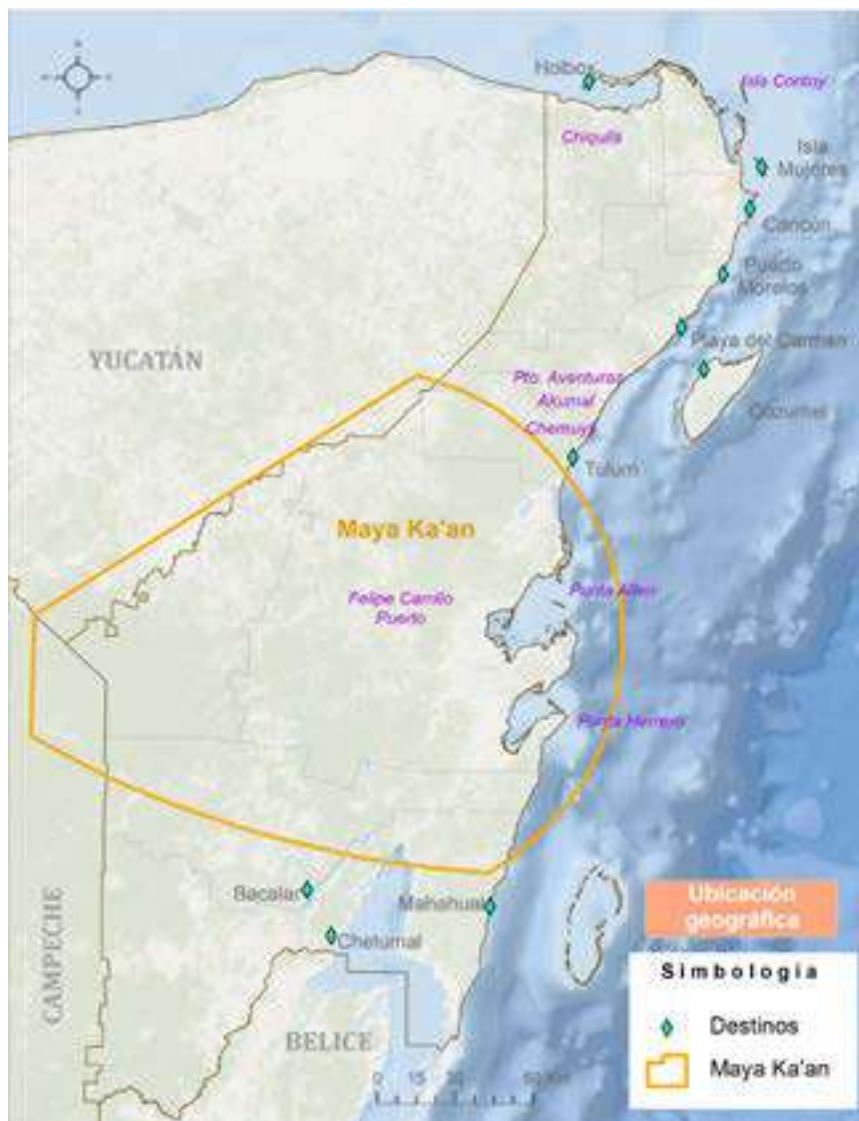 Holbox
Isla Contoy
Chiquila
Isla
Mujeres
Cancún
Puerto
Morelos
YUCATÁN
Playa del Carmen
Pto. Aventuras
Akumal
Chemuyil
Cozumel
Tulum
Maya Ka'an
Felipe Carrillo
Puerto
Punta Allen
Punta Herrero
Bacalar
Mahahual
Chetumal
CAMPECHE
BELICE
Ubicación
geográfica
Simbología
Destinos
Maya Ka'an
0 15 30 60 Km